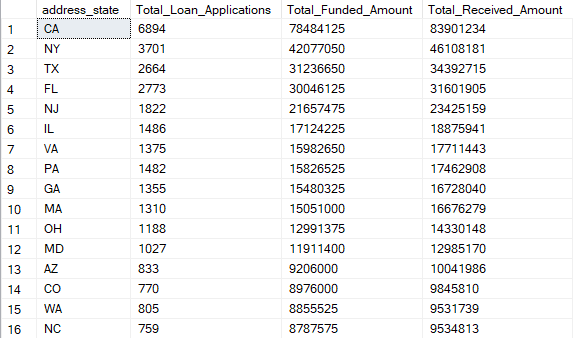 address_state Total_Loan_Applications Total_Funded_Amount Total_Received_Amount
1 CA 6894 78484125 83901234
2 NY 3701 42077050 46108181
3 TX 2664 31236650 34392715
4 FL 2773 30046125 31601905
5 NJ 1822 21657475 23425159
6 IL 1486 17124225 18875941
7 VA 1375 15982650 17711443
8 PA 1482 15826525 17462908
9 GA 1355 15480325 16728040
10 MA 1310 15051000 16676279
11 OH 1188 12991375 14330148
12 MD 1027 11911400 12985170
13 AZ 833 9206000 10041986
14 CO 770 8976000 9845810
15 WA 805 8855525 9531739
16 NC 759 8787575 9534813